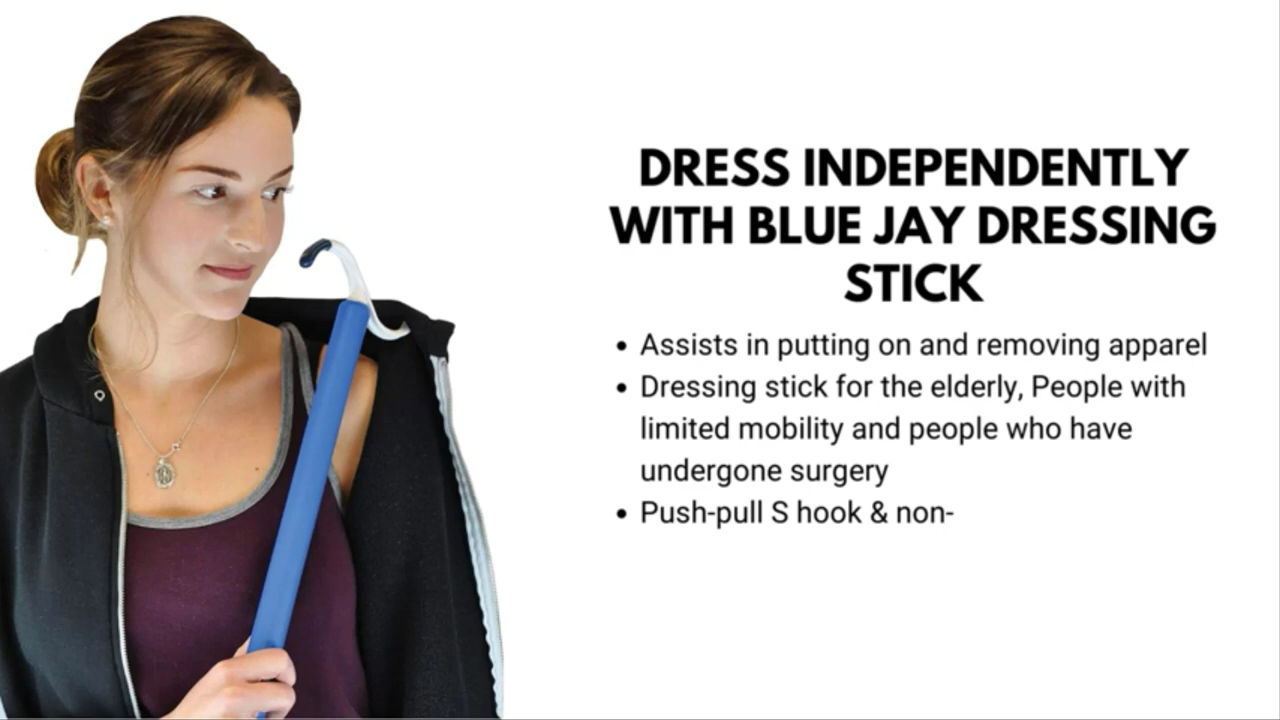 DRESS INDEPENDENTLY
WITH BLUE JAY DRESSING
STICK
• Assists in putting on and removing apparel
• Dressing stick for the elderly, People with
limited mobility and people who have
undergone surgery
• Push-pull S hook & non-